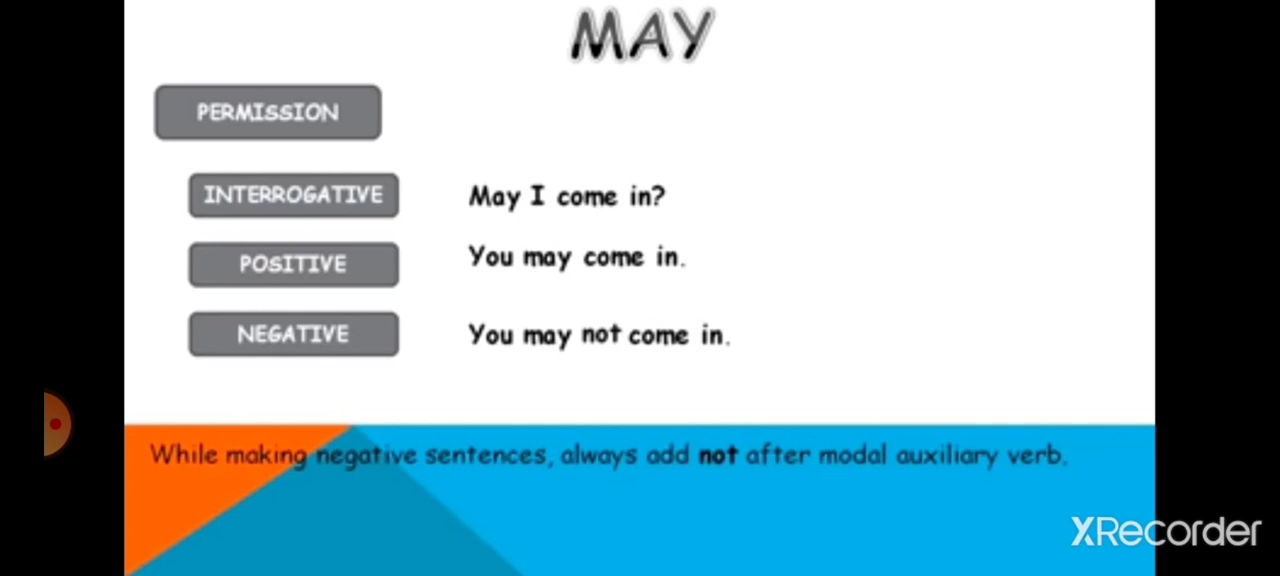 MAY
PERMISSION
INTERROGATIVE May I come in?
POSITIVE You may come in.
NEGATIVE You may not come in.
While making negative sentences, always add not after modal auxiliary verb.
XRecorder